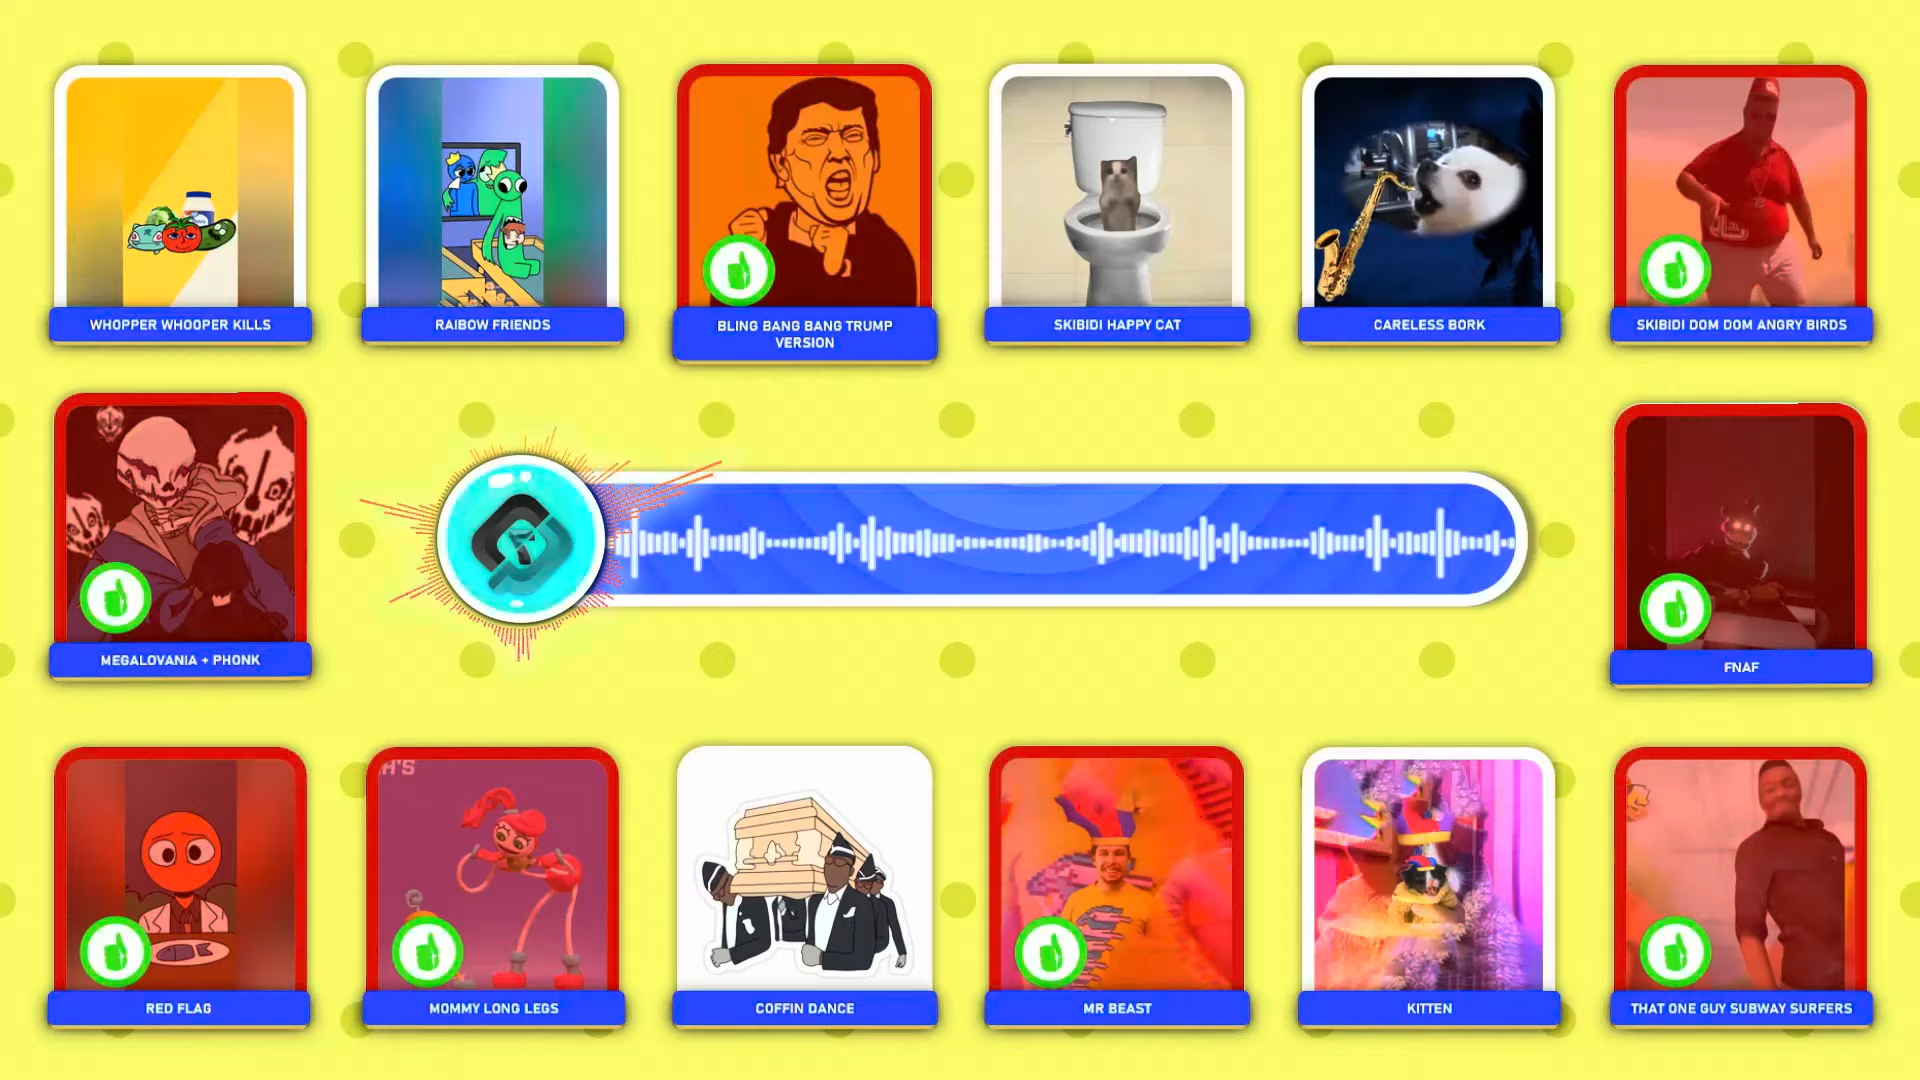 WHOPPER WHOOPER KILLS
RAIBOW FRIENDS
BLING BANG BANG TRUMP
VERSION
SKIBIDI HAPPY CAT
CARELESS BORK
SKIBIDI DOM DOM ANGRY BIRDS
MEGALOVANIA + PHONK
FNAF
H'S
RED FLAG
MOMMY LONG LEGS
COFFIN DANCE
MR BEAST
KITTEN
THAT ONE GUY SUBWAY SURFERS